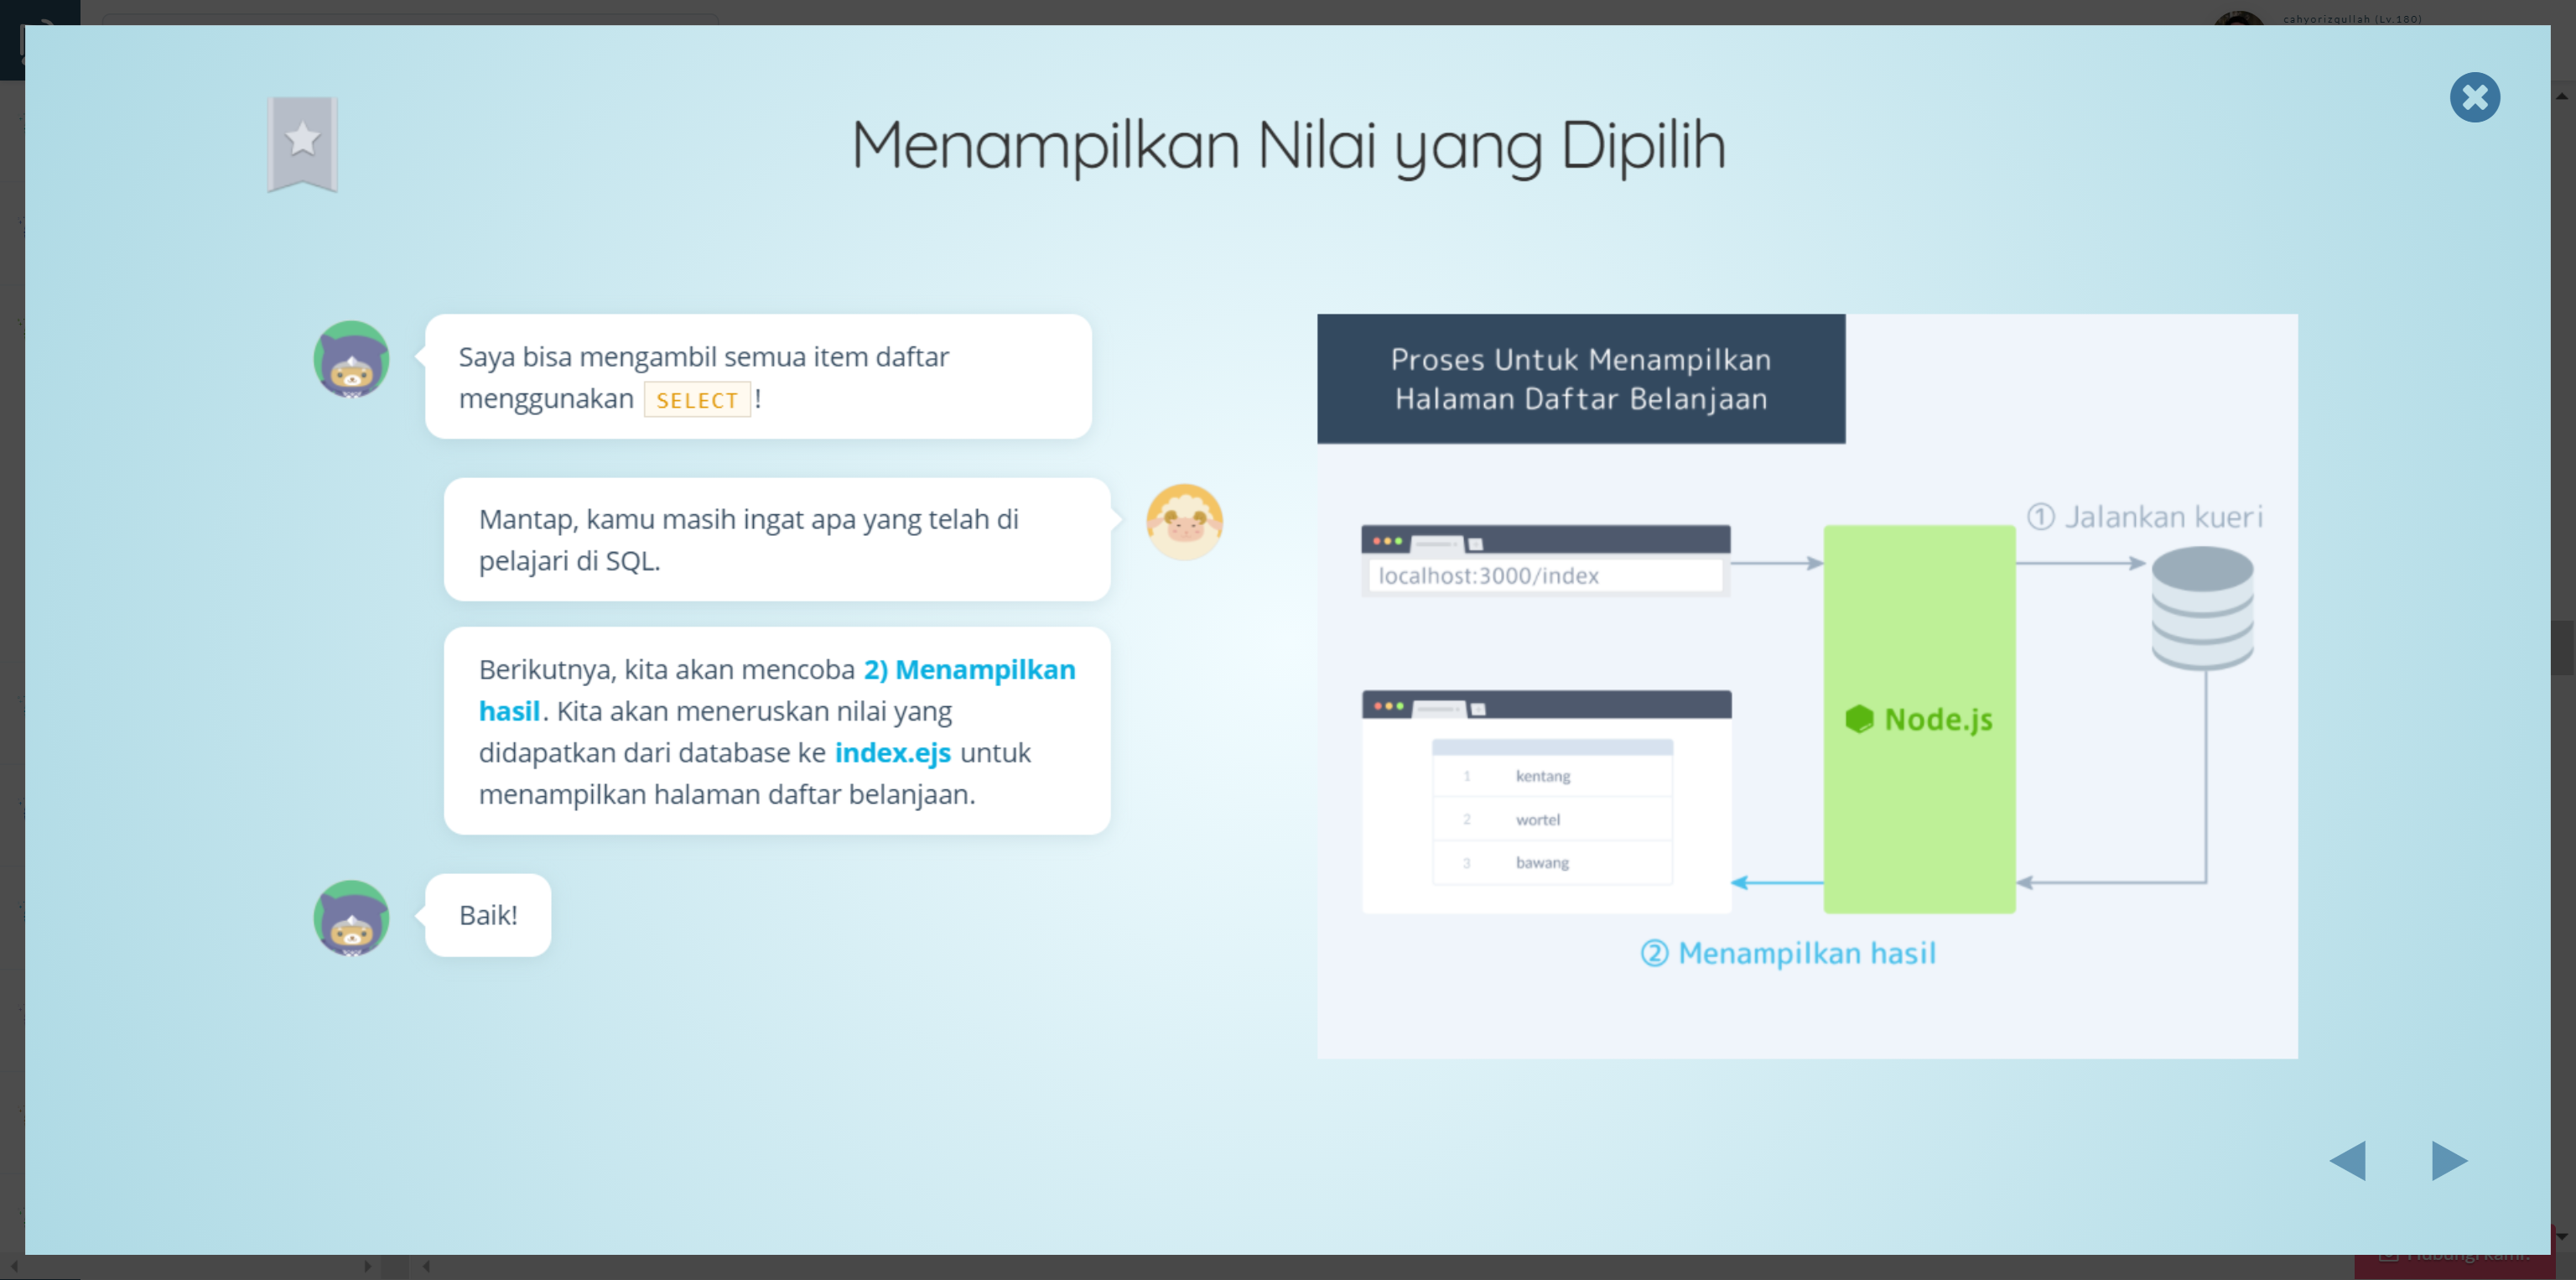 cahyorizqullah (Lv.180)
Menampilkan Nilai yang Dipilih
Saya bisa mengambil semua item daftar
menggunakan SELECT !
Mantap, kamu masih ingat apa yang telah di
pelajari di SQL.
Berikutnya, kita akan mencoba 2) Menampilkan
hasil. Kita akan meneruskan nilai yang
didapatkan dari database ke index.ejs untuk
menampilkan halaman daftar belanjaan.
Baik!
Proses Untuk Menampilkan
Halaman Daftar Belanjaan
① Jalankan kueri
localhost:3000/index
Node.js
1 kentang
2 wortel
3 bawang
② Menampilkan hasil
Hubungi kami!